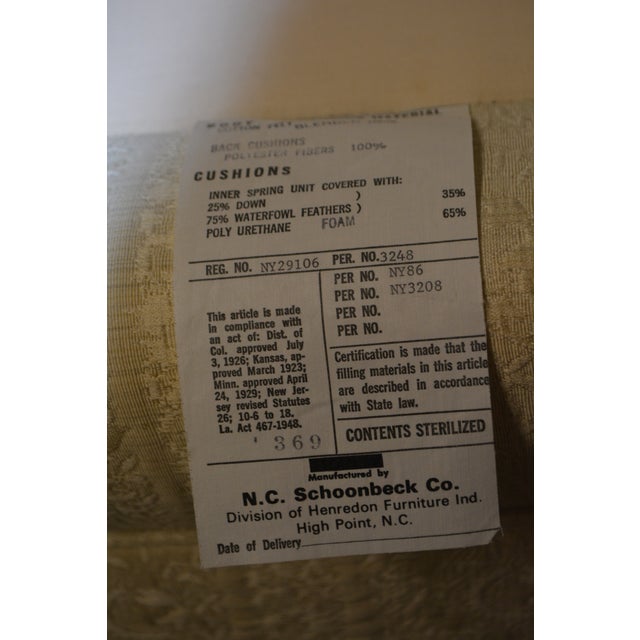 BODY MATERIAL
COTTON FELT BLENDED
BACK CUSHIONS
POLYESTER FIBERS 100%
CUSHIONS
INNER SPRING UNIT COVERED WITH:
25% DOWN ) 35%
75% WATERFOWL FEATHERS )
POLY URETHANE FOAM 65%
REG. NO. NY29106 PER. NO. 3248
PER NO. NY86
PER NO. NY3208
PER NO.
PER NO.
This article is made
in compliance with
an act of: Dist. of
Col. approved July
3, 1926; Kansas, ap-
proved March 1923;
Minn. approved April
24, 1929; New Jer-
sey revised Statutes
26; 10-6 to 18.
La. Act 467-1948.
' 369
Certification is made that the
filling materials in this article
are described in accordance
with State law.
CONTENTS STERILIZED
Manufactured by
N.C. Schoonbeck Co.
Division of Henredon Furniture Ind.
High Point, N.C.
Date of Delivery